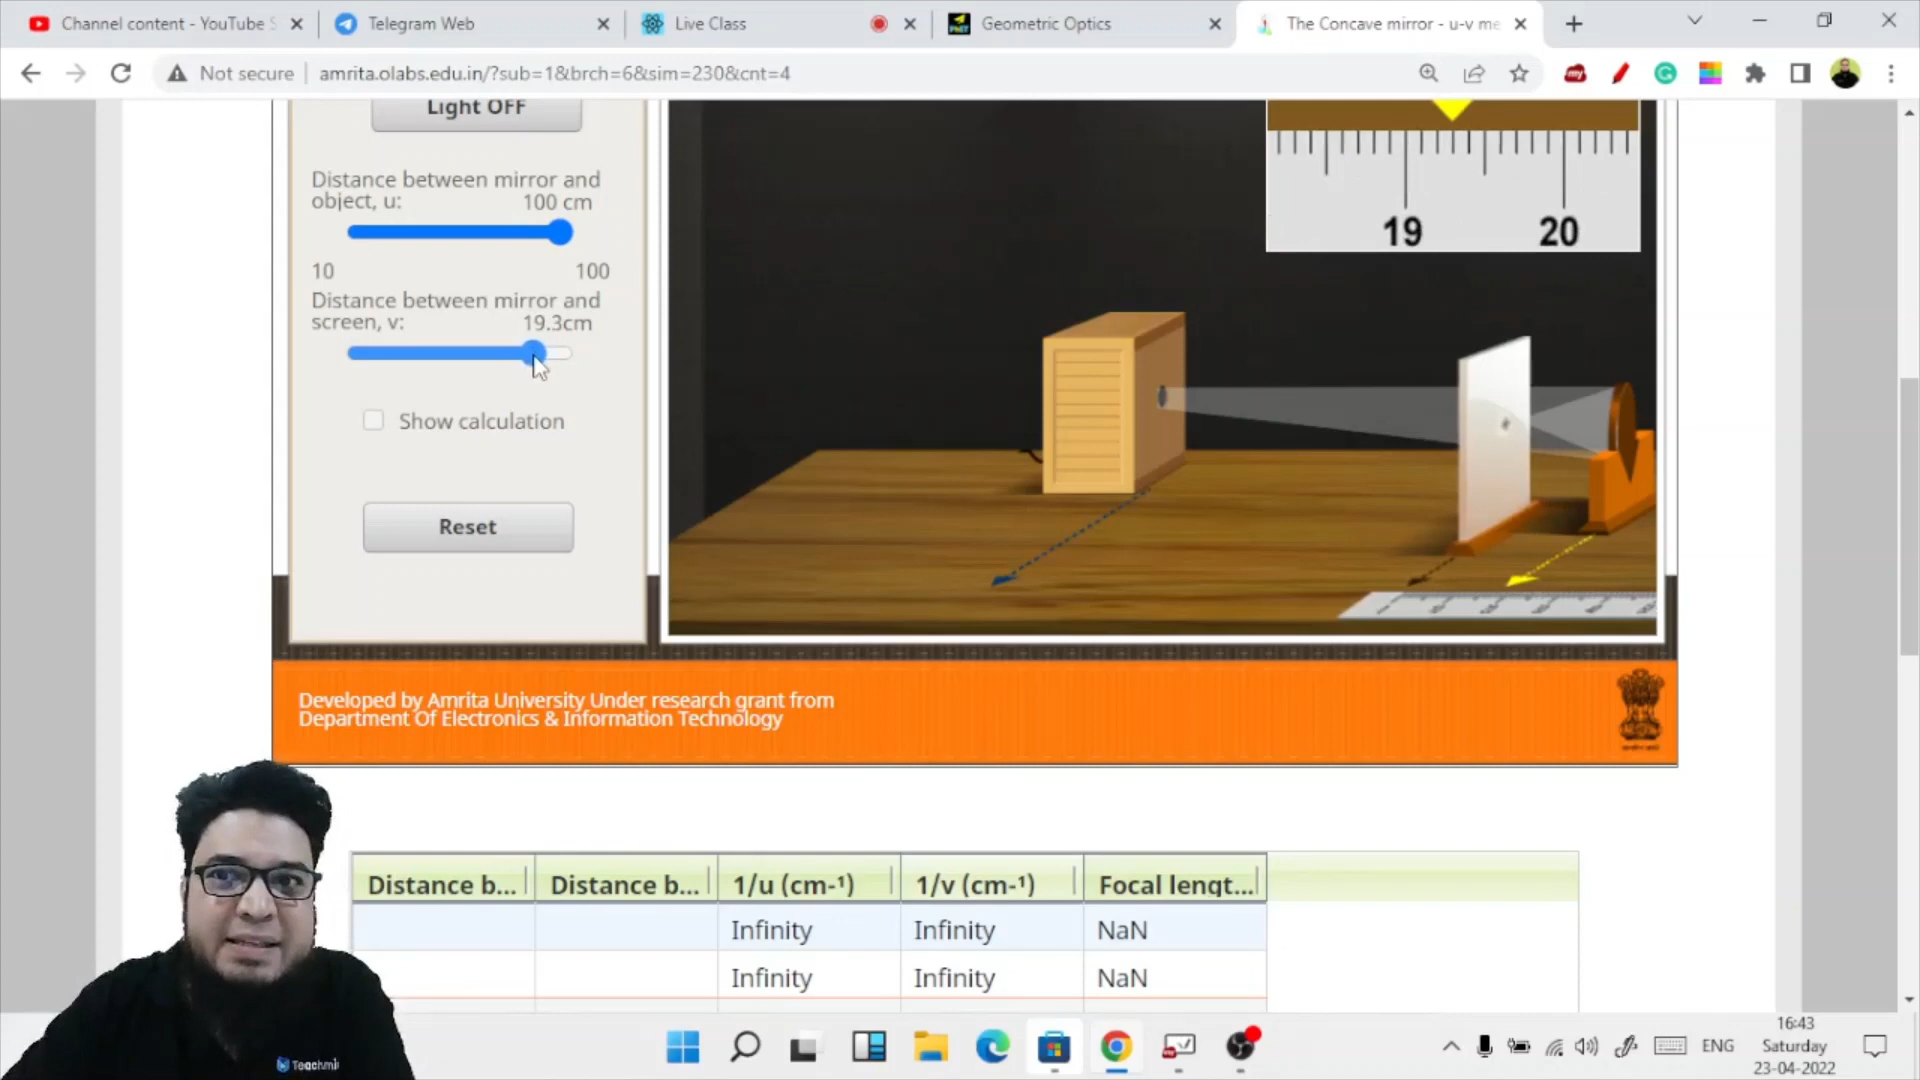 Channel content - YouTube S
Telegram Web
Live Class
Geometric Optics
The Concave mirror - u-v me
Not secure
amrita.olabs.edu.in/?sub=1&brch=6&sim=230&cnt=4
Light OFF
Distance between mirror and
object, u: 100 cm
10 100
Distance between mirror and
screen, v: 19.3cm
Show calculation
Reset
19 20
Developed by Amrita University Under research grant from
Department Of Electronics & Information Technology
Distance b... Distance b... 1/u (cm-¹) 1/v (cm-¹) Focal lengt...
Infinity Infinity NaN
Infinity Infinity NaN
ENG
16:43
Saturday
23-04-2022